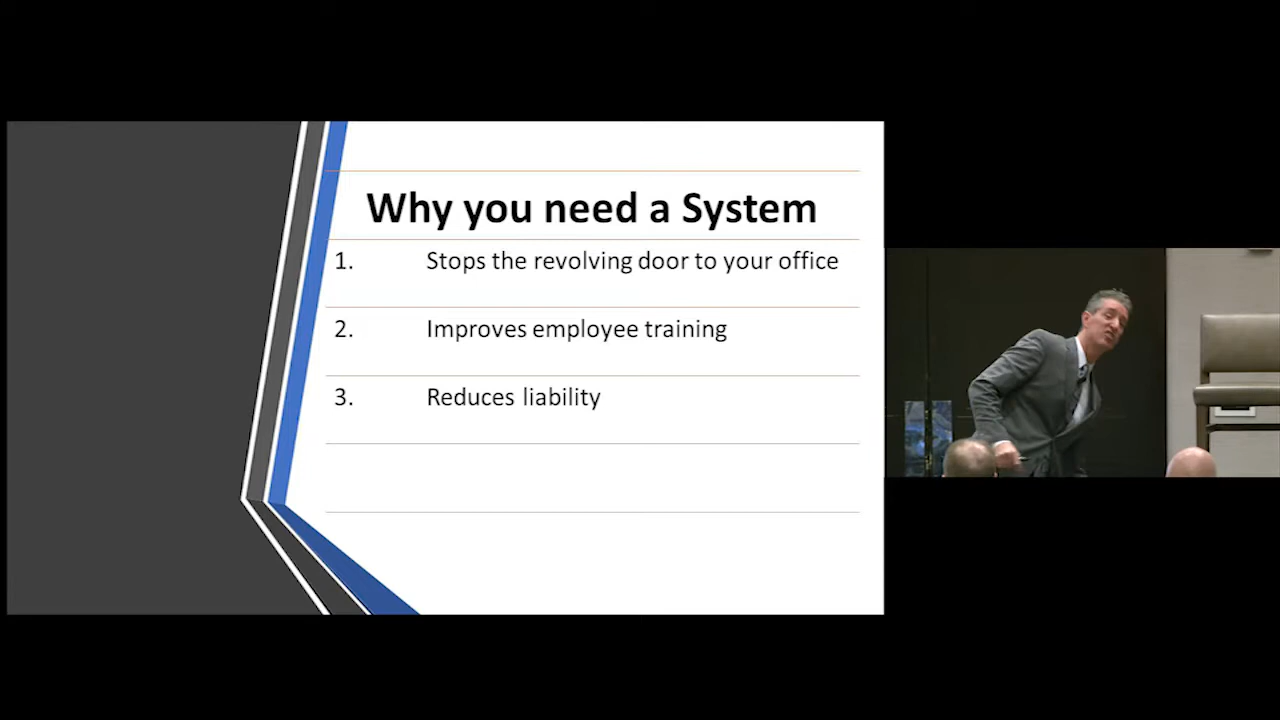 Why you need a System
1. Stops the revolving door to your office
2. Improves employee training
3. Reduces liability